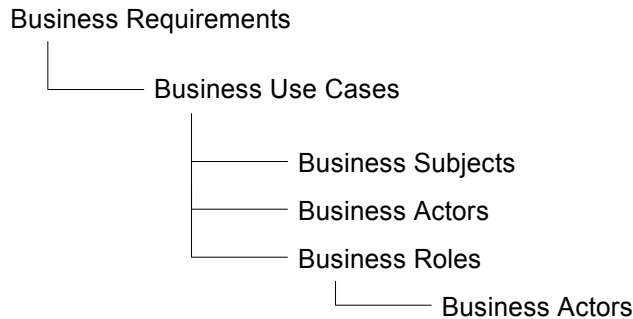 Business Requirements
Business Use Cases
Business Subjects
Business Actors
Business Roles
Business Actors